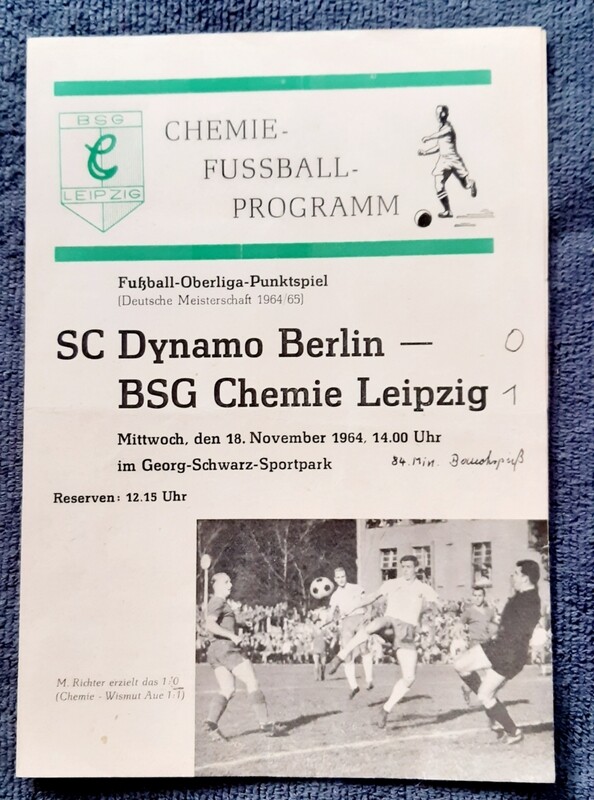 BSG
LEIPZIG
CHEMIE-
FUSSBALL-
PROGRAMM
Fußball-Oberliga-Punktspiel
(Deutsche Meisterschaft 1964/65)
SC Dynamo Berlin — 0
BSG Chemie Leipzig 1
Mittwoch, den 18. November 1964, 14.00 Uhr
im Georg-Schwarz-Sportpark 84. Min. Bauchspieß
Reserven: 12.15 Uhr
M. Richter erzielt das 1:0
(Chemie - Wismut Aue 1:1)